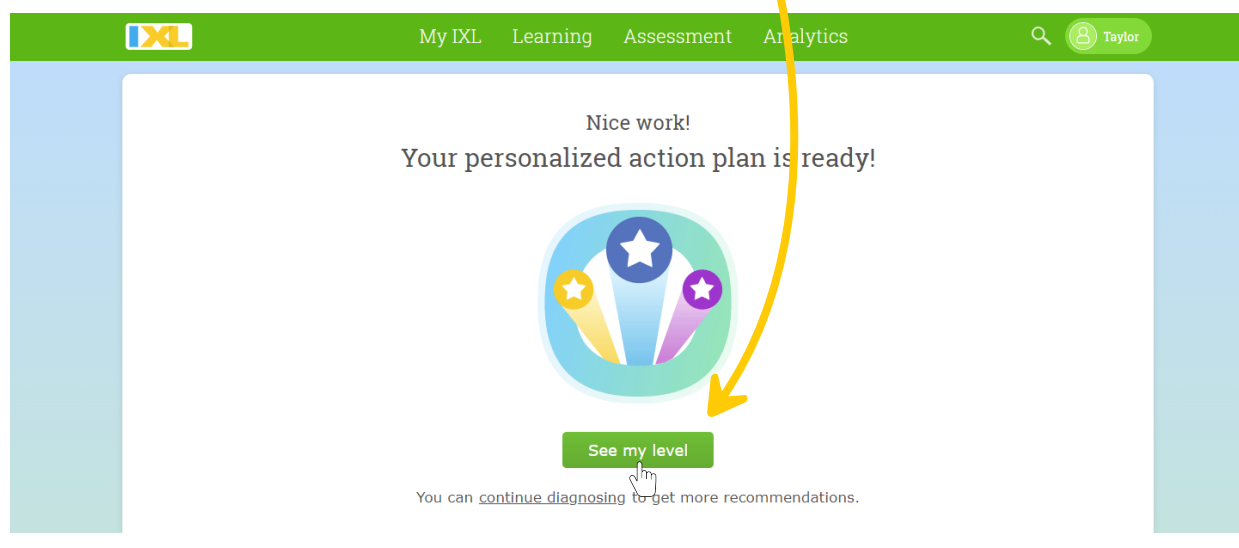 IXL
My IXL Learning Assessment Analytics
Taylor
Nice work!
Your personalized action plan is ready!
See my level
You can continue diagnosing to get more recommendations.